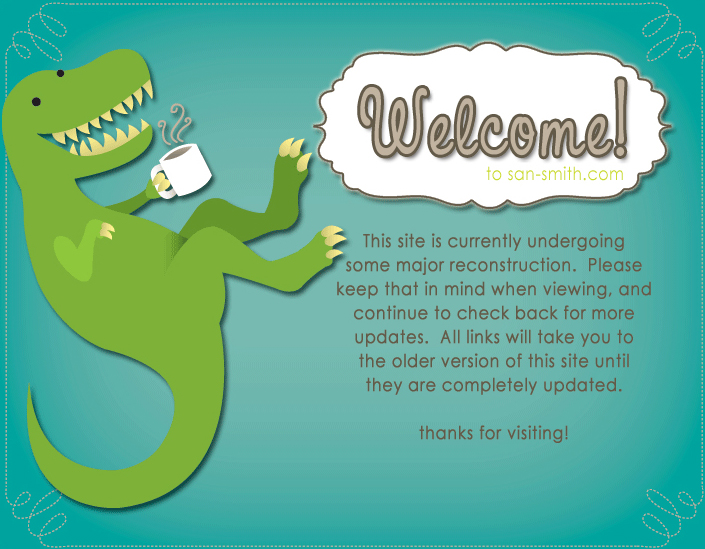 Welcome!
to san-smith.com
This site is currently undergoing
some major reconstruction.  Please
keep that in mind when viewing, and
continue to check back for more
updates.  All links will take you to
the older version of this site until
they are completely updated.
thanks for visiting!